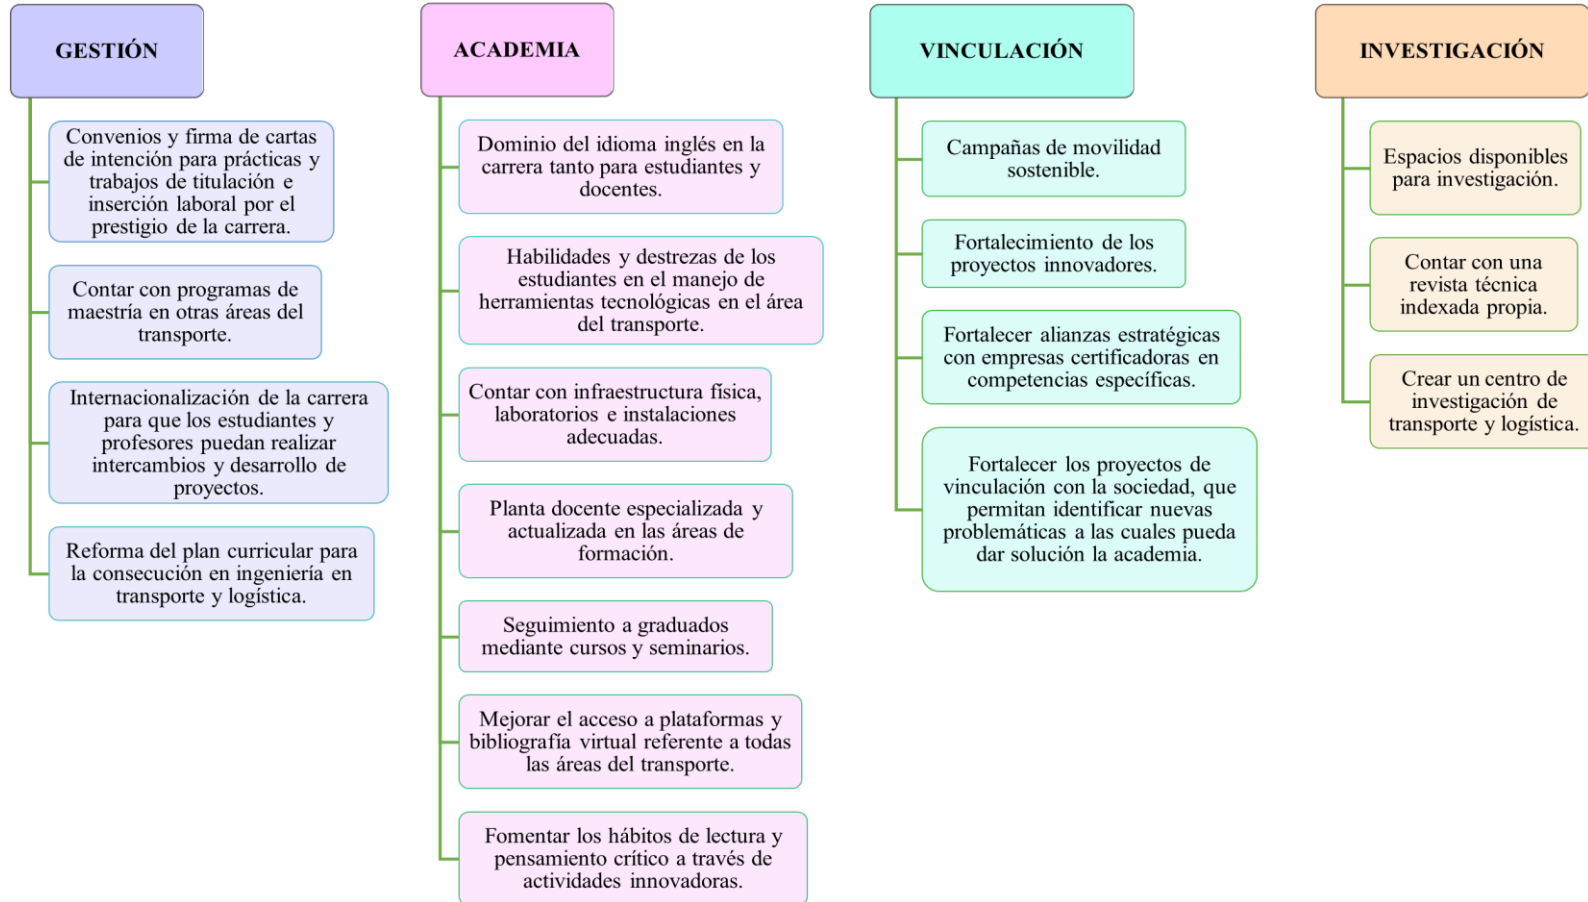 GESTIÓN
Convenios y firma de cartas
de intención para prácticas y
trabajos de titulación e
inserción laboral por el
prestigio de la carrera.
Contar con programas de
maestría en otras áreas del
transporte.
Internacionalización de la carrera
para que los estudiantes y
profesores puedan realizar
intercambios y desarrollo de
proyectos.
Reforma del plan curricular para
la consecución en ingeniería en
transporte y logística.
ACADEMIA
Dominio del idioma inglés en la
carrera tanto para estudiantes y
docentes.
Habilidades y destrezas de los
estudiantes en el manejo de
herramientas tecnológicas en el área
del transporte.
Contar con infraestructura física,
laboratorios e instalaciones
adecuadas.
Planta docente especializada y
actualizada en las áreas de
formación.
Seguimiento a graduados
mediante cursos y seminarios.
Mejorar el acceso a plataformas y
bibliografía virtual referente a todas
las áreas del transporte.
Fomentar los hábitos de lectura y
pensamiento crítico a través de
actividades innovadoras.
VINCULACIÓN
Campañas de movilidad
sostenible.
Fortalecimiento de los
proyectos innovadores.
Fortalecer alianzas estratégicas
con empresas certificadoras en
competencias específicas.
Fortalecer los proyectos de
vinculación con la sociedad, que
permitan identificar nuevas
problemáticas a las cuales pueda
dar solución la academia.
INVESTIGACIÓN
Espacios disponibles
para investigación.
Contar con una
revista técnica
indexada propia.
Crear un centro de
investigación de
transporte y logística.